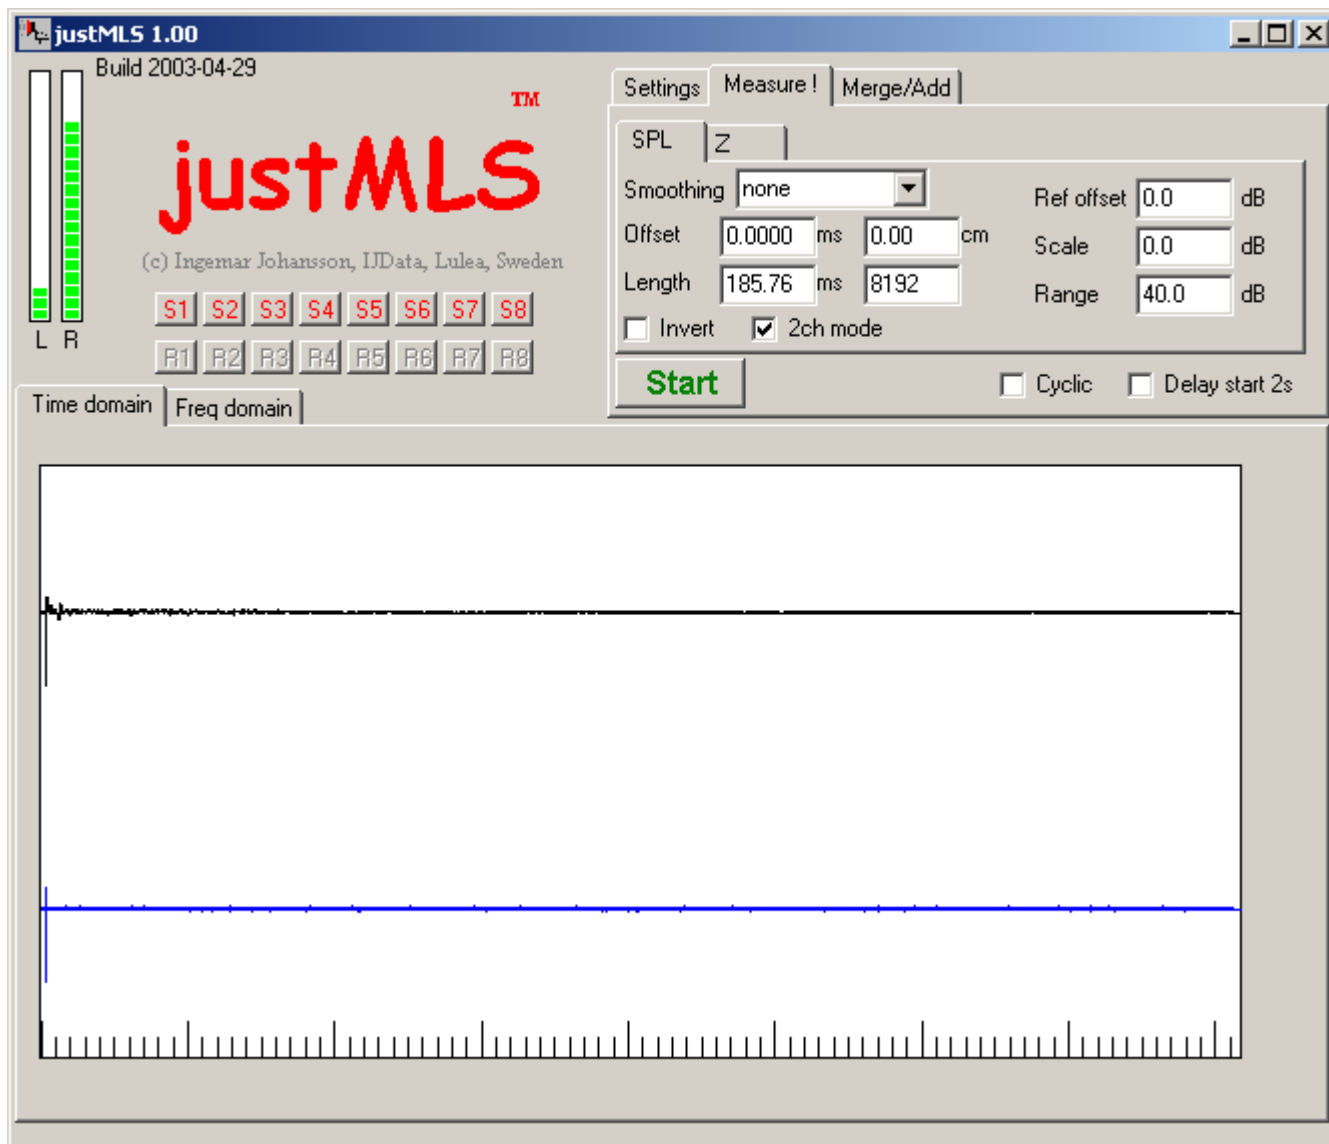 justMLS 1.00
Build 2003-04-29
TM
justMLS
(c) Ingemar Johansson, IJData, Lulea, Sweden
S1 S2 S3 S4 S5 S6 S7 S8
R1 R2 R3 R4 R5 R6 R7 R8
L R
Settings Measure ! Merge/Add
SPL Z
Smoothing none
Offset 0.0000 ms 0.00 cm
Length 185.76 ms 8192
Invert 2ch mode
Ref offset 0.0 dB
Scale 0.0 dB
Range 40.0 dB
Start Cyclic Delay start 2s
Time domain Freq domain